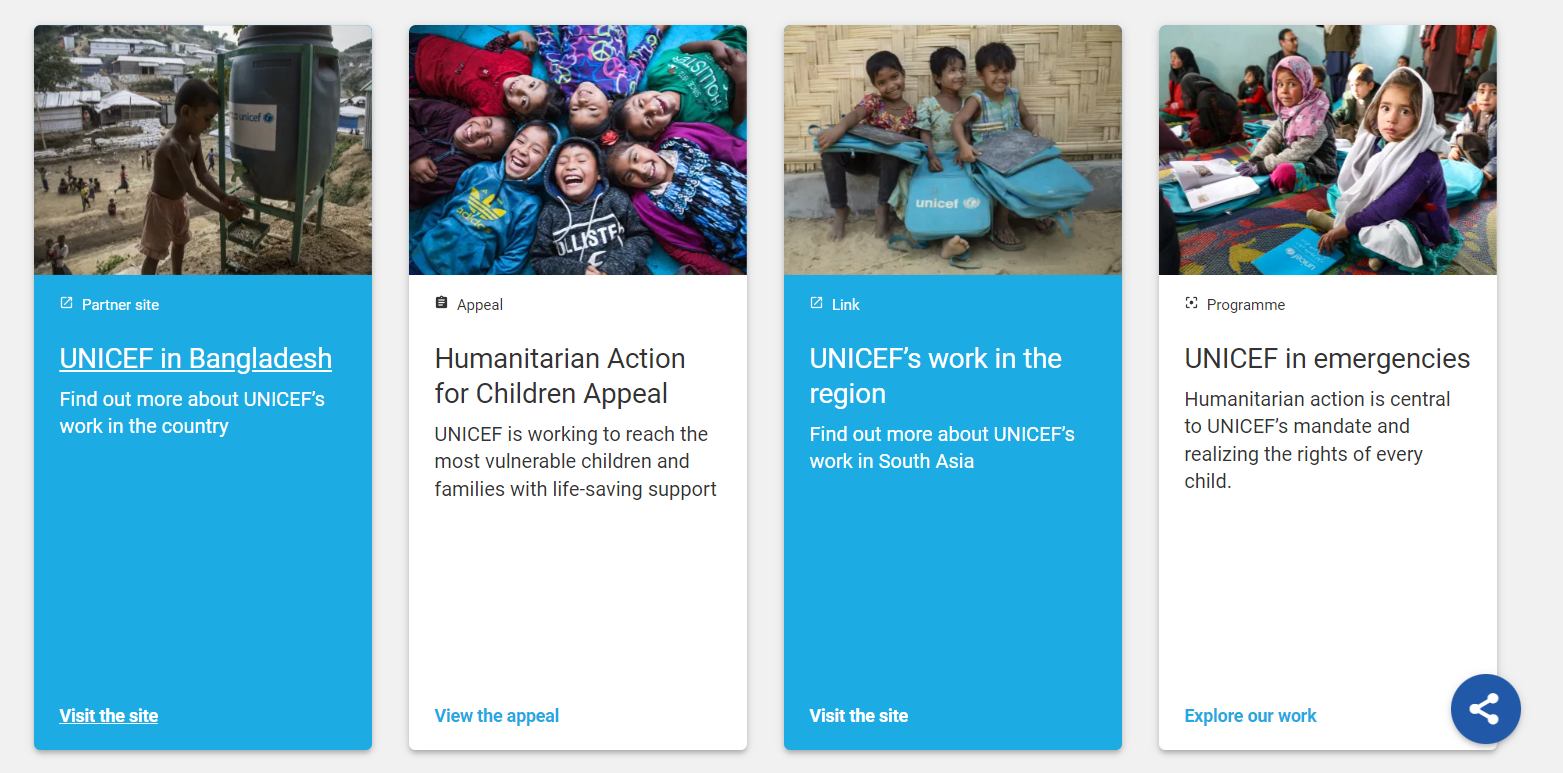 unicef
HOLLISTER
adidas
unicef
unicef
Partner site
UNICEF in Bangladesh
Find out more about UNICEF’s
work in the country
Visit the site
Appeal
Humanitarian Action
for Children Appeal
UNICEF is working to reach the
most vulnerable children and
families with life-saving support
View the appeal
Link
UNICEF’s work in the
region
Find out more about UNICEF’s
work in South Asia
Visit the site
Programme
UNICEF in emergencies
Humanitarian action is central
to UNICEF’s mandate and
realizing the rights of every
child.
Explore our work